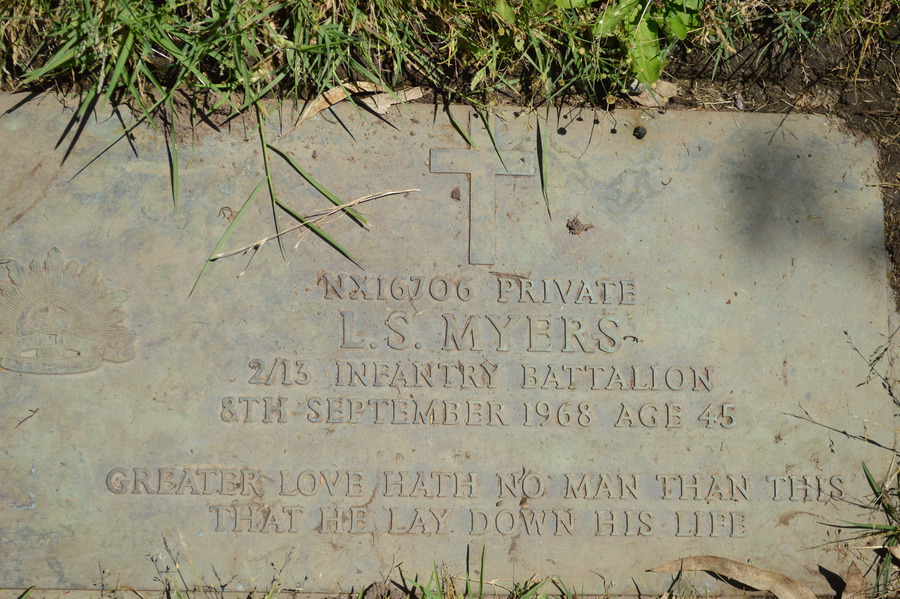 NX16706 PRIVATE
L.S. MYERS
2/13 INFANTRY BATTALION
8TH SEPTEMBER 1968 AGE 45
GREATER LOVE HATH NO MAN THAN THIS
THAT HE LAY DOWN HIS LIFE